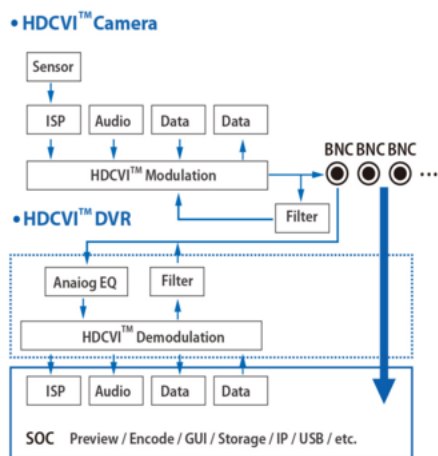 • HDCVI™ Camera
Sensor
ISP Audio Data Data
BNC BNC BNC
HDCVI™ Modulation
...
Filter
• HDCVI™ DVR
Anaiog EQ Filter
HDCVI™ Demodulation
ISP Audio Data Data
SOC Preview / Encode / GUI / Storage / IP / USB / etc.